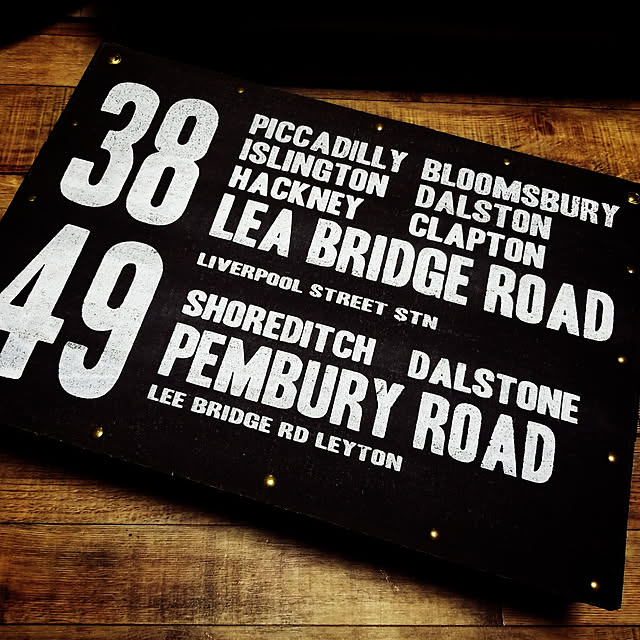 38
PICCADILLY BLOOMSBURY
ISLINGTON DALSTON
HACKNEY CLAPTON
LEA BRIDGE ROAD
LIVERPOOL STREET STN
49
SHOREDITCH DALSTONE
PEMBURY ROAD
LEE BRIDGE RD LEYTON